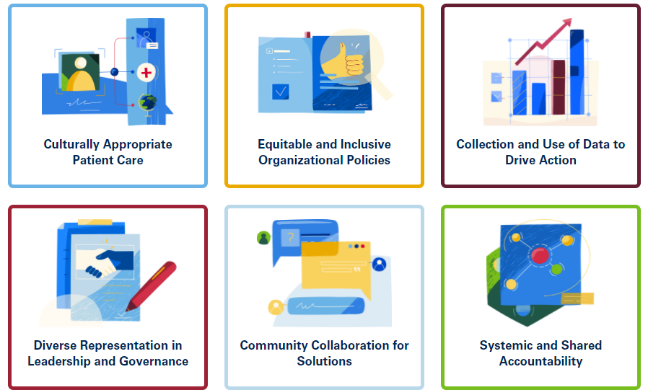 Culturally Appropriate
Patient Care
Equitable and Inclusive
Organizational Policies
Collection and Use of Data to
Drive Action
Diverse Representation in
Leadership and Governance
Community Collaboration for
Solutions
Systemic and Shared
Accountability